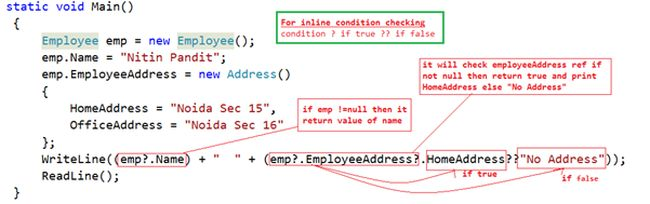 static void Main()
{
For inline condition checking
condition ? if true ?? if false
Employee emp = new Employee();
emp.Name = "Nitin Pandit";
emp.EmployeeAddress = new Address()
it will check employeeAddress ref if
not null then return true and print
HomeAddress else "No Address"
{
HomeAddress = "Noida Sec 15",
OfficeAddress = "Noida Sec 16"
if emp !=null then it
return value of name
};
WriteLine((emp?.Name) + "  " + (emp?.EmployeeAddress?.HomeAddress??"No Address"));
ReadLine();
if true
if false
}